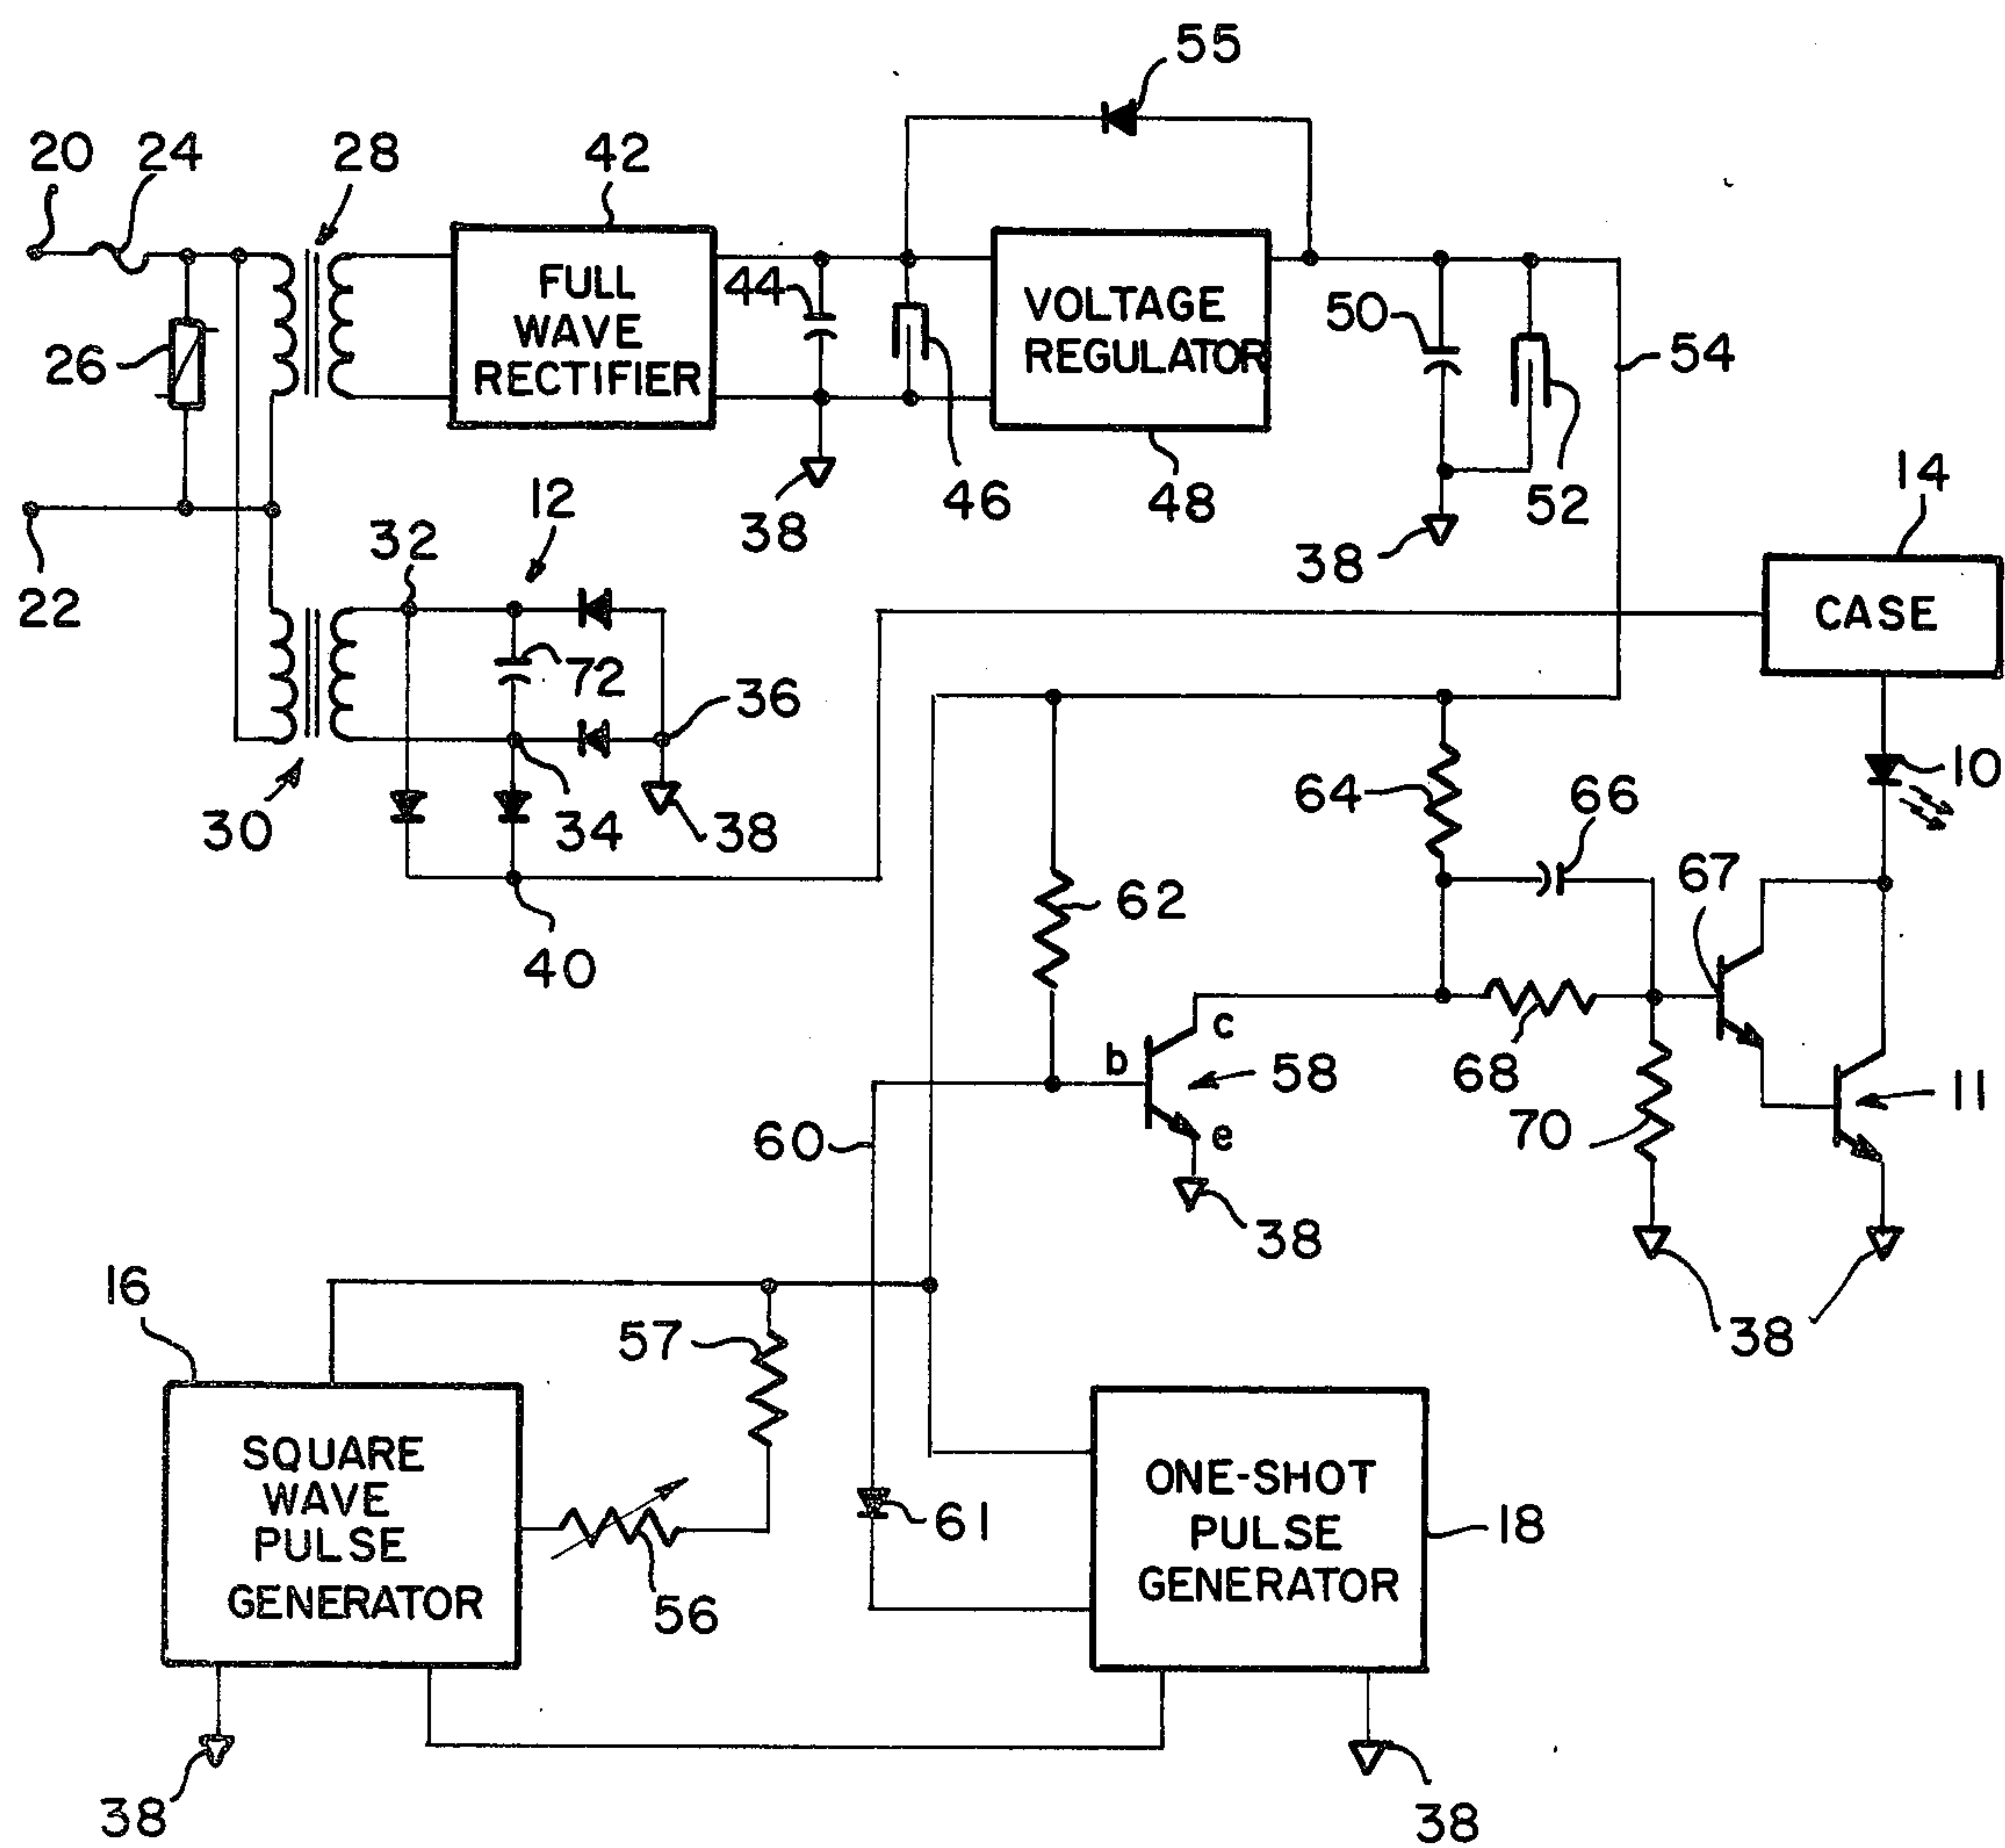 55
20
24
28
42
FULL
WAVE
RECTIFIER
44
VOLTAGE
REGULATOR
50
54
26
38
46
48
52
14
12
32
38
22
CASE
72
36
10
64
66
30
34
38
67
62
40
c
b
58
68
11
60
e
70
38
16
57
38
SQUARE
WAVE
PULSE
GENERATOR
ONE-SHOT
PULSE
GENERATOR
61
18
56
38
38